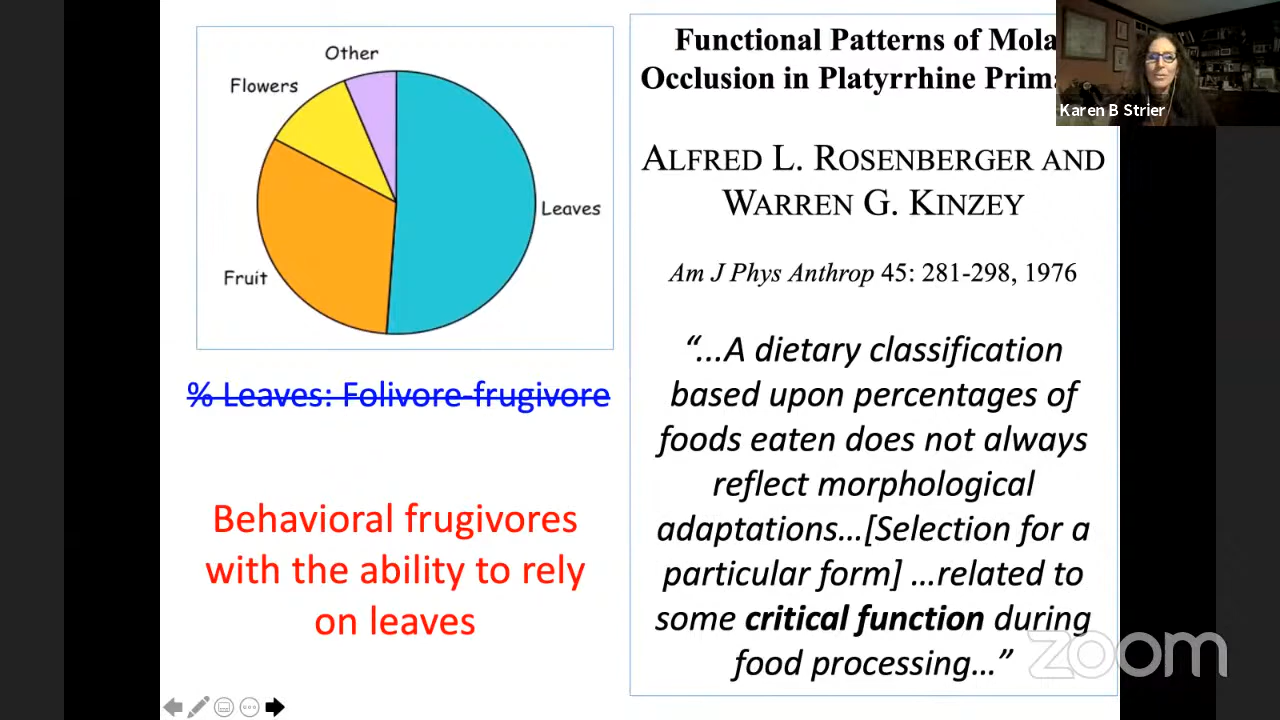 Other
Flowers
Leaves
Fruit
% Leaves: Folivore-frugivore
Behavioral frugivores
with the ability to rely
on leaves
Functional Patterns of Mola
Occlusion in Platyrrhine Prim
ALFRED L. ROSENBERGER AND
WARREN G. KINZEY
Am J Phys Anthrop 45: 281-298, 1976
“...A dietary classification
based upon percentages of
foods eaten does not always
reflect morphological
adaptations...[Selection for a
particular form] ...related to
some critical function during
food processing...”
Karen B Strier
zoom